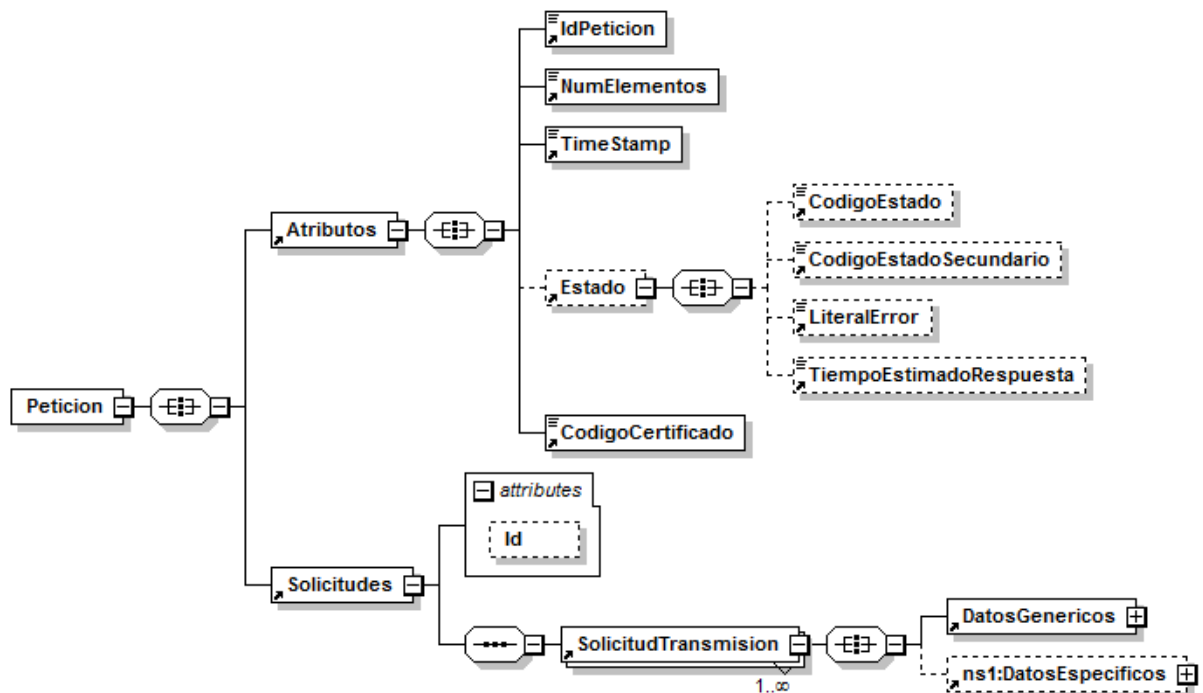 IdPeticion
NumElementos
TimeStamp
CodigoEstado
Atributos
CodigoEstadoSecundario
Estado
LiteralError
TiempoEstimadoRespuesta
Peticion
CodigoCertificado
attributes
Id
Solicitudes
DatosGenericos
SolicitudTransmision
1..∞
ns1:DatosEspecificos